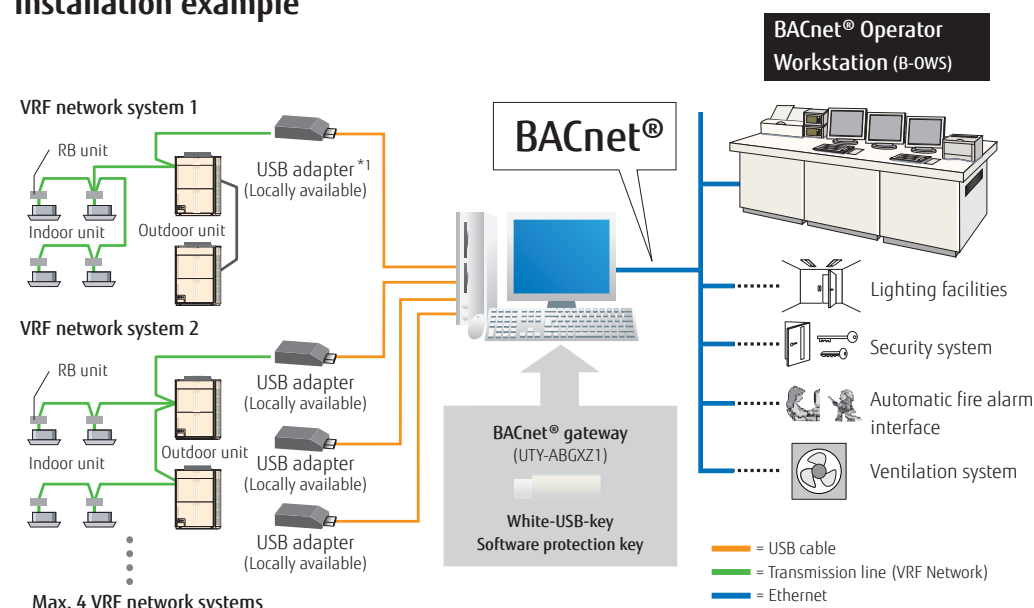 Installation example
BACnet® Operator
Workstation (B-OWS)
VRF network system 1
RB unit
Indoor unit
Outdoor unit
USB adapter *1
(Locally available)
BACnet®
VRF network system 2
RB unit
Indoor unit
Outdoor unit
USB adapter
(Locally available)
USB adapter
(Locally available)
USB adapter
(Locally available)
Max. 4 VRF network systems
BACnet® gateway
(UTY-ABGXZ1)
White-USB-key
Software protection key
Lighting facilities
Security system
Automatic fire alarm
interface
Ventilation system
= USB cable
= Transmission line (VRF Network)
= Ethernet